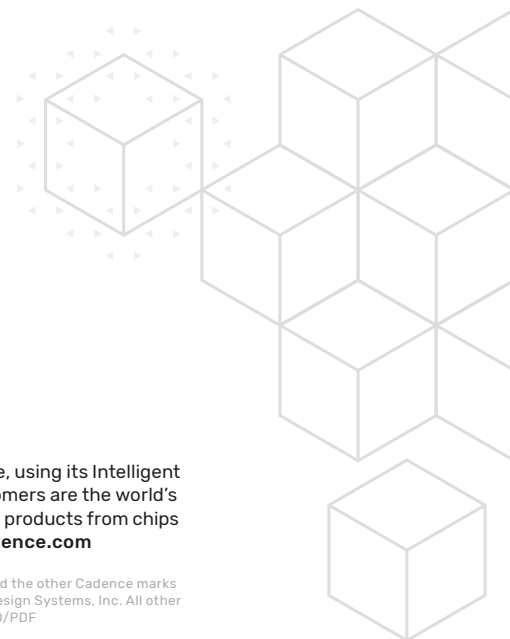 , using its Intelligent
omers are the world's
products from chips
ence.com
d the other Cadence marks
esign Systems, Inc. All other
/PDF